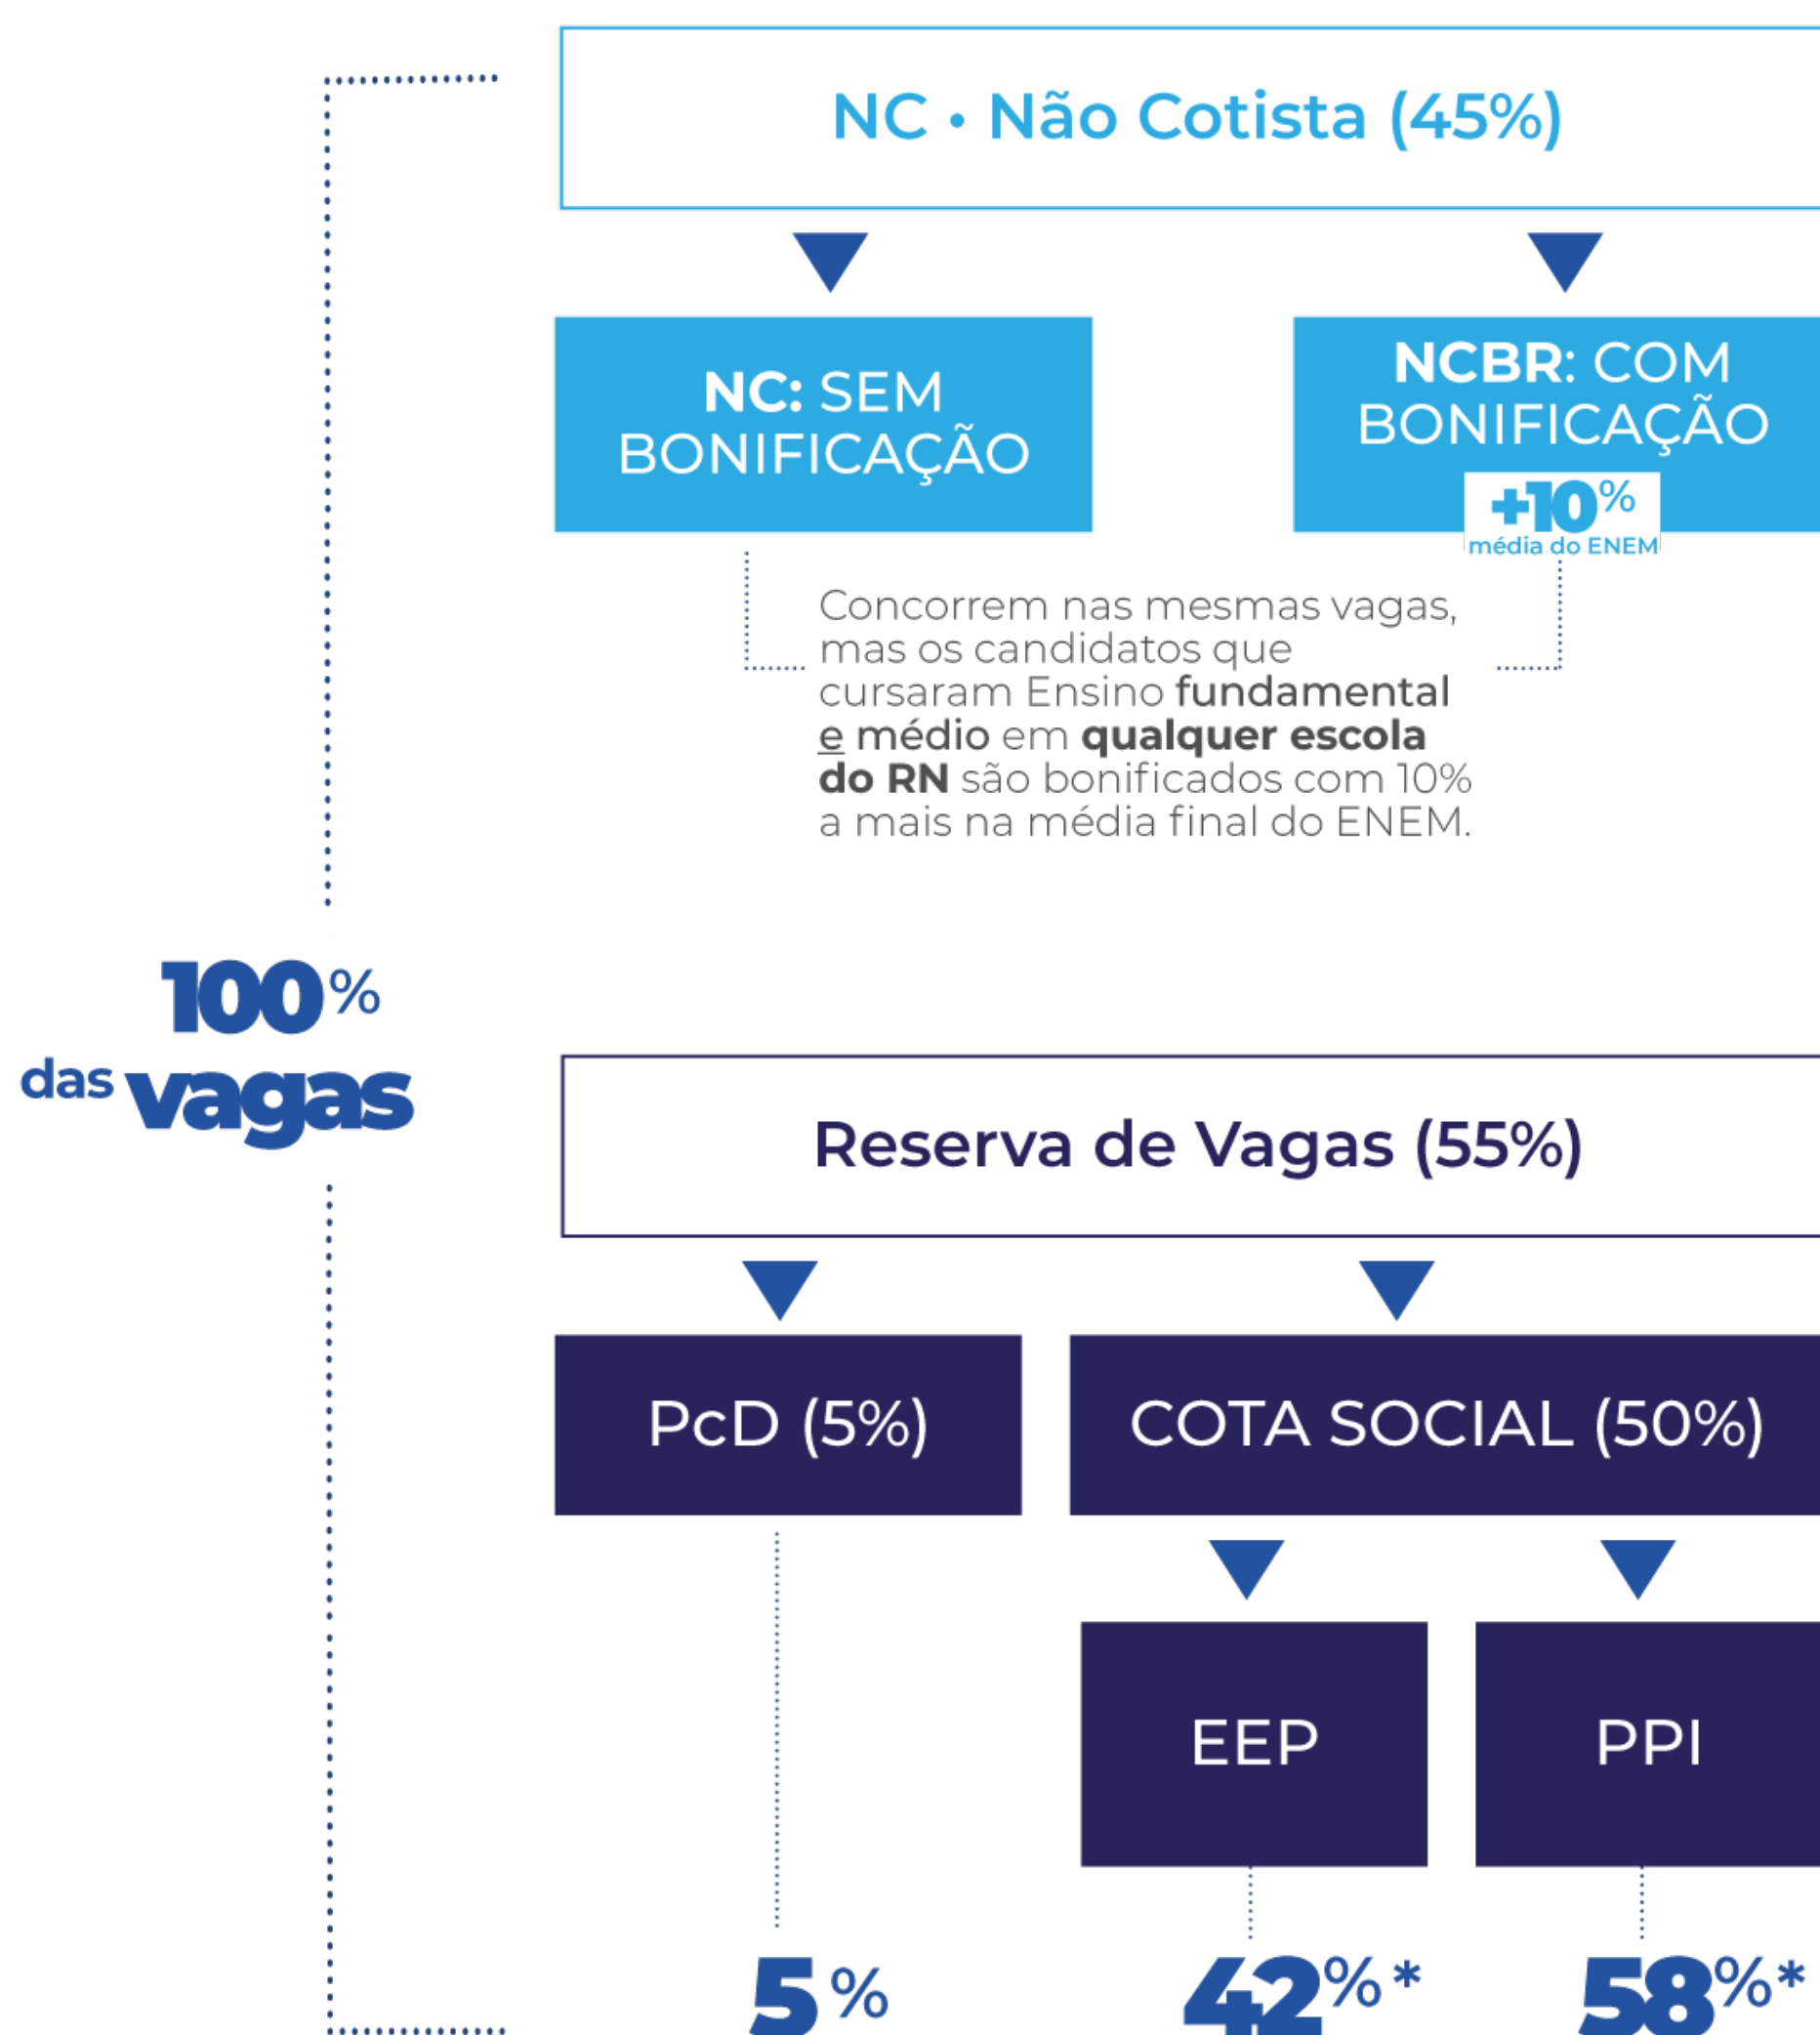 NC • Não Cotista (45%)
NC: SEM
BONIFICAÇÃO
NCBR: COM
BONIFICAÇÃO
+10%
média do ENEM
Concorrem nas mesmas vagas,
mas os candidatos que
cursaram Ensino fundamental
e médio em qualquer escola
do RN são bonificados com 10%
a mais na média final do ENEM.
100%
das vagas
Reserva de Vagas (55%)
PcD (5%)
COTA SOCIAL (50%)
EEP
PPI
5%
42%*
58%*